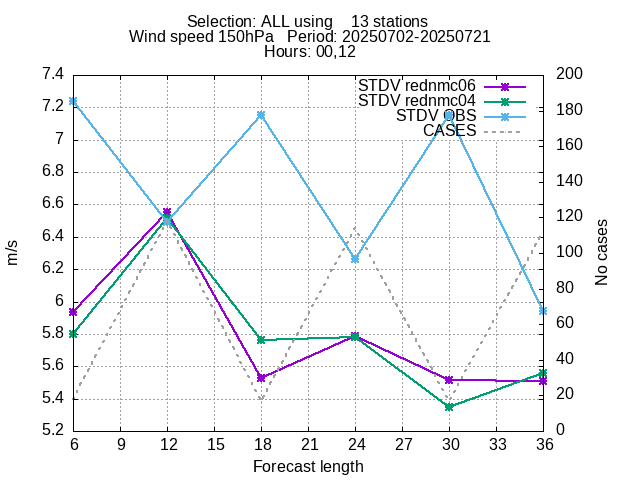 Selection: ALL using    13 stations
Wind speed 150hPa   Period: 20250702-20250721
Hours: 00,12
STDV rednmc06
STDV rednmc04
STDV OBS
CASES
7.4
7.2
7
6.8
6.6
6.4
6.2
6
5.8
5.6
5.4
5.2
m/s
200
180
160
140
120
100
80
60
40
20
0
No cases
6 9 12 15 18 21 24 27 30 33 36
Forecast length